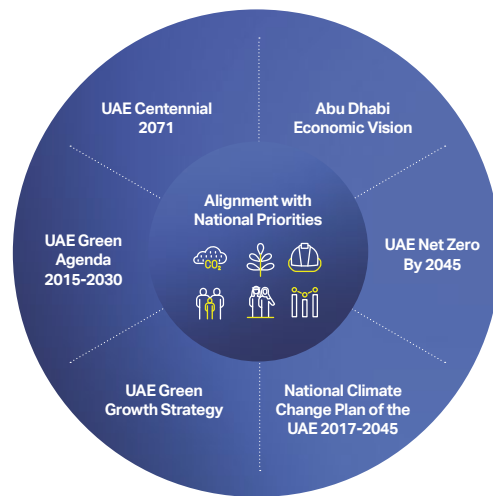 UAE Centennial
2071
Abu Dhabi
Economic Vision
Alignment with
National Priorities
CO₂
UAE Green
Agenda
2015-2030
UAE Net Zero
By 2045
UAE Green
Growth Strategy
National Climate
Change Plan of the
UAE 2017-2045